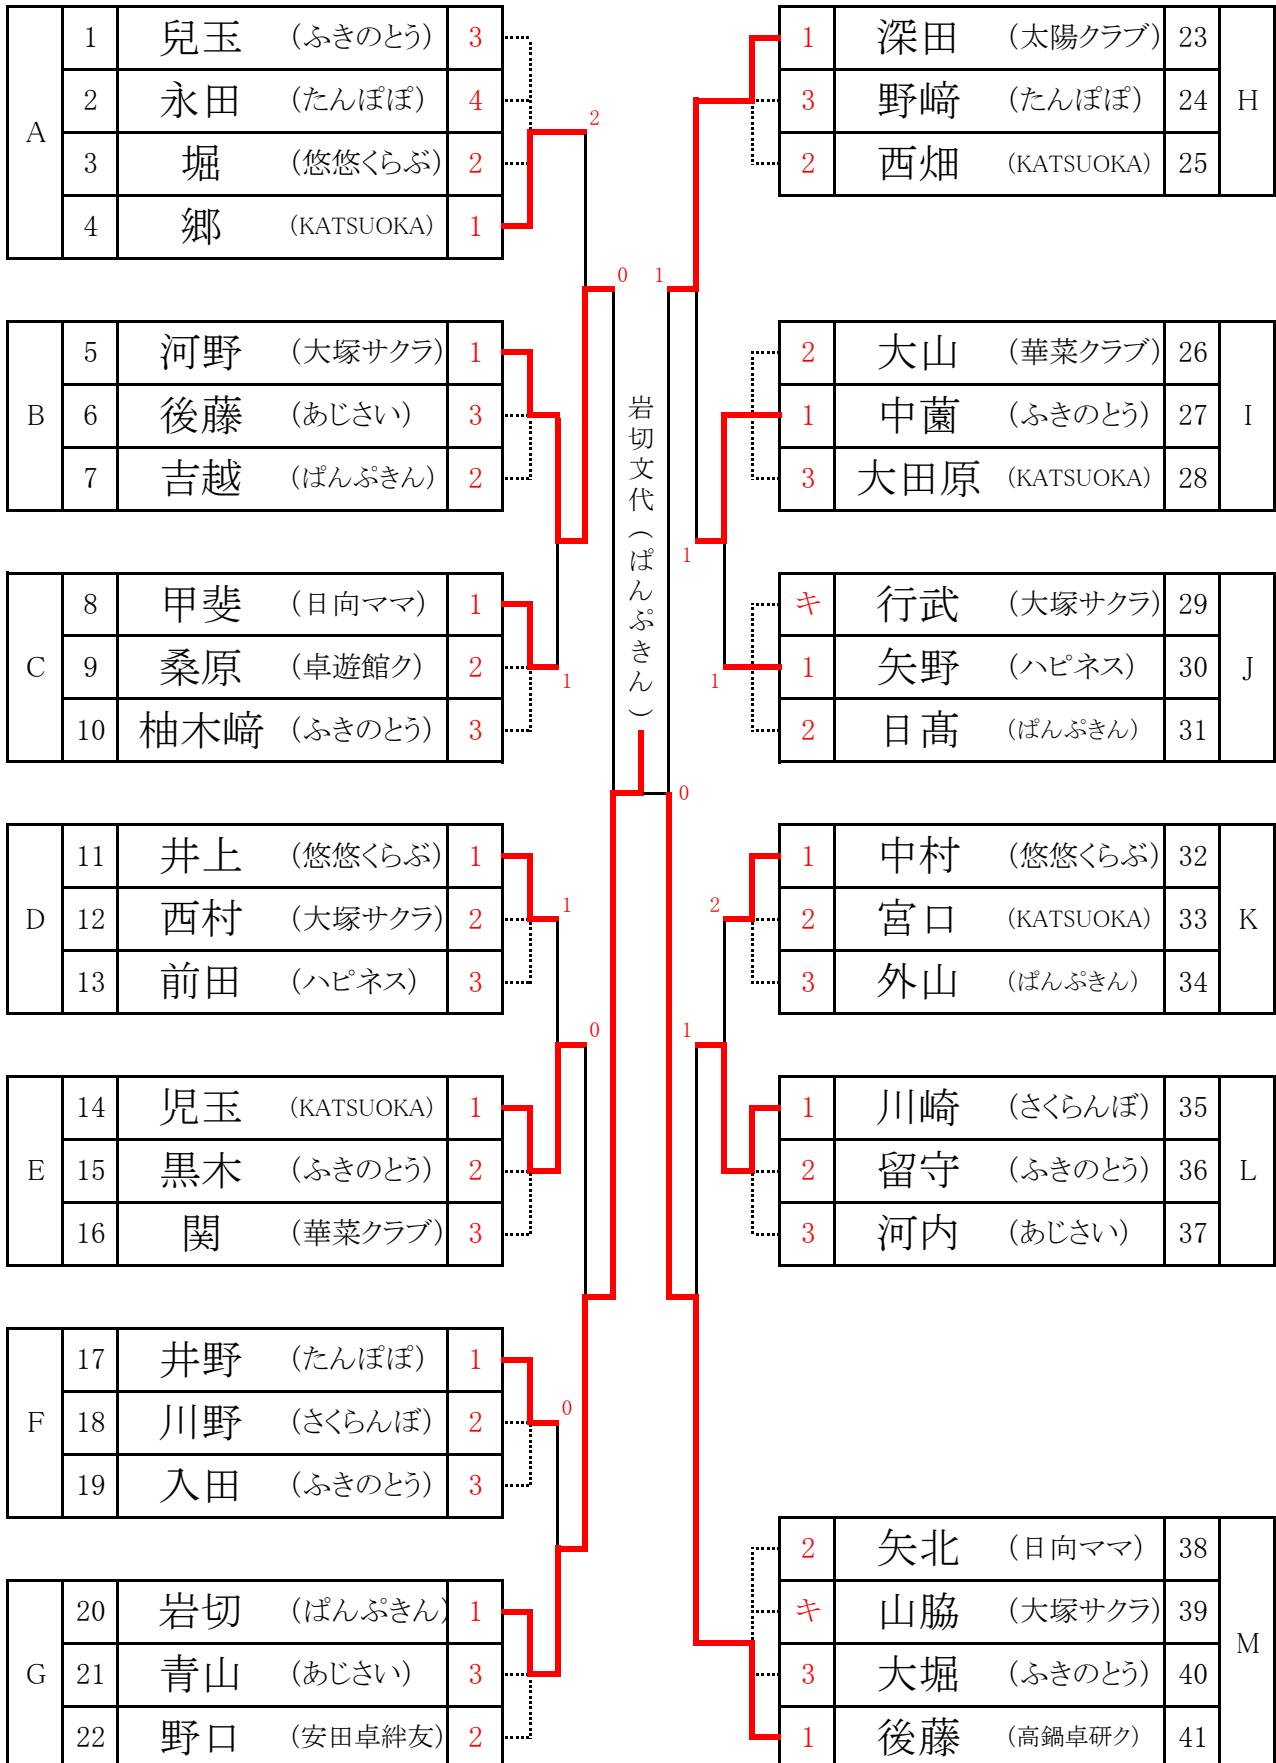 A
1 兒玉 (ふきのとう) 3
2 永田 (たんぽぽ) 4
3 堀 (悠悠くらぶ) 2
4 郷 (KATSUOKA) 1
2
0
B
5 河野 (大塚サクラ) 1
6 後藤 (あじさい) 3
7 吉越 (ぱんぷきん) 2
C
8 甲斐 (日向ママ) 1
9 桑原 (卓遊館ク) 2
10 柚木﨑 (ふきのとう) 3
1
D
11 井上 (悠悠くらぶ) 1
12 西村 (大塚サクラ) 2
13 前田 (ハピネス) 3
1
0
E
14 児玉 (KATSUOKA) 1
15 黒木 (ふきのとう) 2
16 関 (華菜クラブ) 3
F
17 井野 (たんぽぽ) 1
18 川野 (さくらんぼ) 2
19 入田 (ふきのとう) 3
0
G
20 岩切 (ぱんぷきん) 1
21 青山 (あじさい) 3
22 野口 (安田卓絆友) 2
岩切文代(ぱんぷきん)
0
1 深田 (太陽クラブ) 23
3 野﨑 (たんぽぽ) 24
2 西畑 (KATSUOKA) 25
H
1
2 大山 (華菜クラブ) 26
1 中薗 (ふきのとう) 27
3 大田原 (KATSUOKA) 28
I
1
キ 行武 (大塚サクラ) 29
1 矢野 (ハピネス) 30
2 日髙 (ぱんぷきん) 31
J
1
1 中村 (悠悠くらぶ) 32
2 宮口 (KATSUOKA) 33
3 外山 (ぱんぷきん) 34
K
2
1
1 川崎 (さくらんぼ) 35
2 留守 (ふきのとう) 36
3 河内 (あじさい) 37
L
2 矢北 (日向ママ) 38
キ 山脇 (大塚サクラ) 39
3 大堀 (ふきのとう) 40
1 後藤 (高鍋卓研ク) 41
M